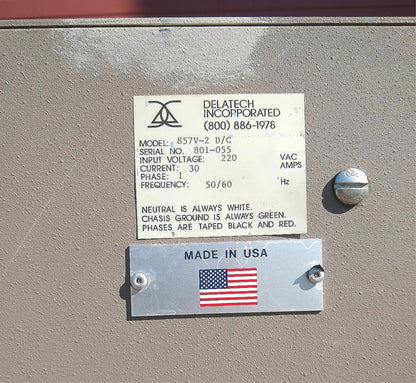 DELATECH
INCORPORATED
(800) 886-1976
MODEL: 857V-2 D/C
SERIAL NO. 801-055
INPUT VOLTAGE: 220 VAC
CURRENT: 30 AMPS
PHASE: 1
FREQUENCY: 50/60 Hz
NEUTRAL IS ALWAYS WHITE.
CHASIS GROUND IS ALWAYS GREEN.
PHASES ARE TAPED BLACK AND RED.
MADE IN USA